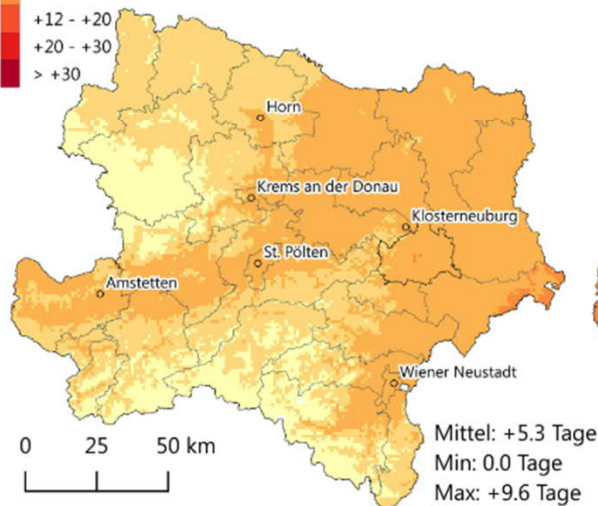 +12 - +20
+20 - +30
> +30
Horn
Krems an der Donau
Klosterneuburg
St. Pölten
Amstetten
Wiener Neustadt
0 25 50 km
Mittel: +5.3 Tage
Min: 0.0 Tage
Max: +9.6 Tage